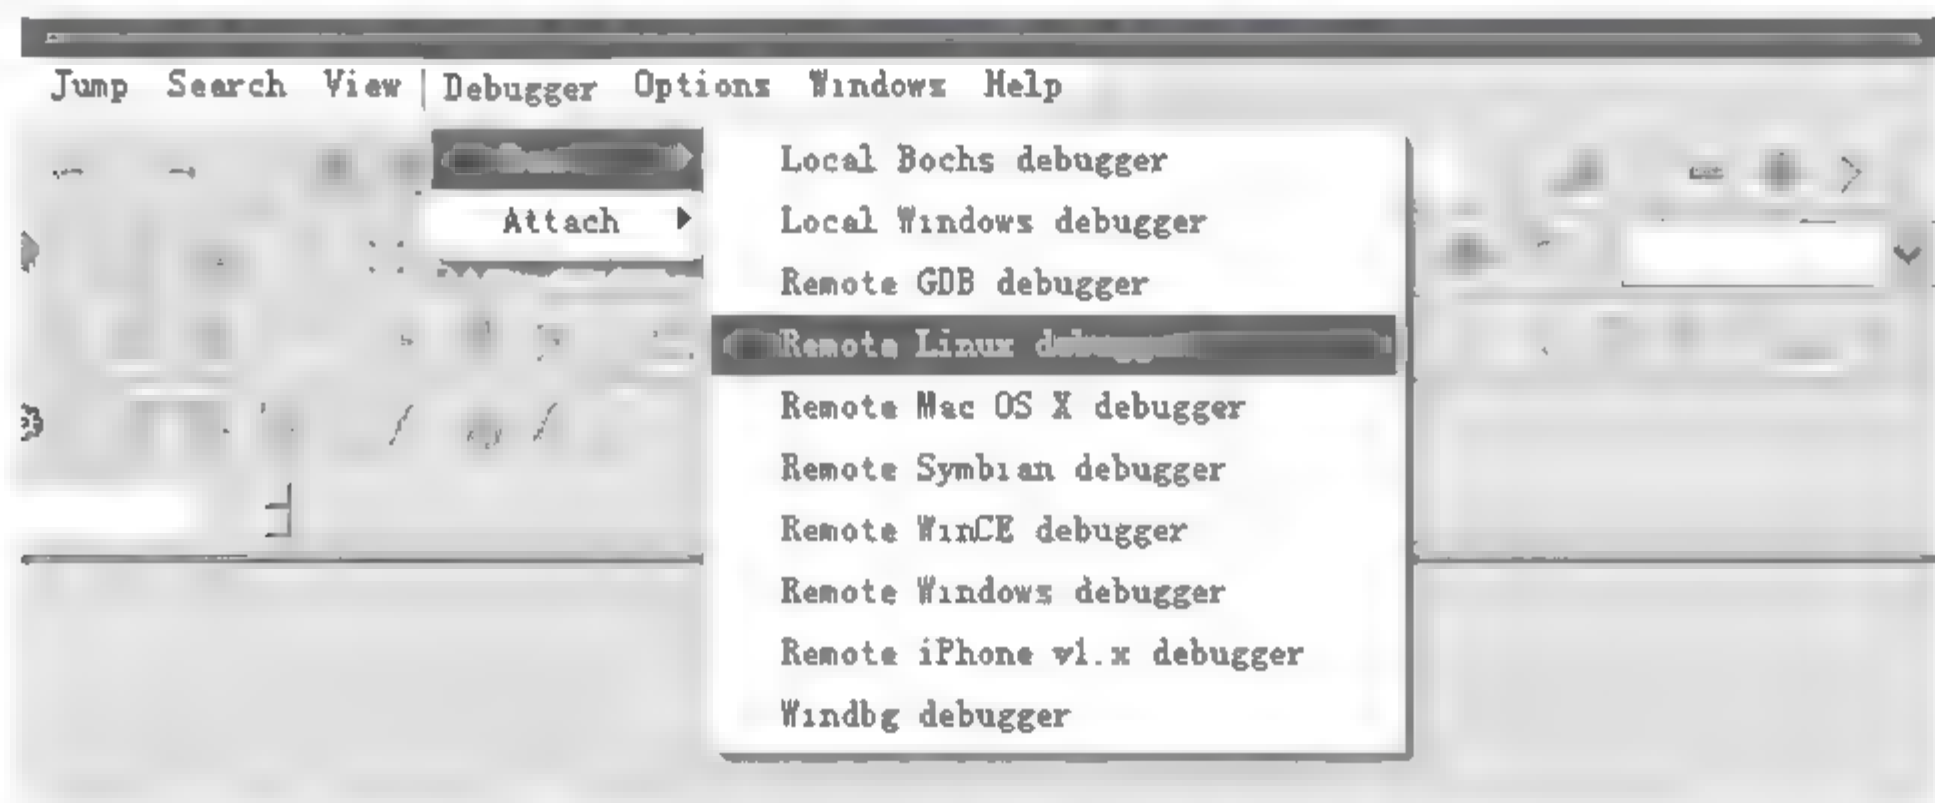 Jump Search View Debugger Options Windows Help
Attach
Local Bochs debugger
Local Windows debugger
Remote GDB debugger
Remote Linux
Remote Mac OS X debugger
Remote Symbian debugger
Remote WinCE debugger
Remote Windows debugger
Remote iPhone v1.x debugger
Windbg debugger